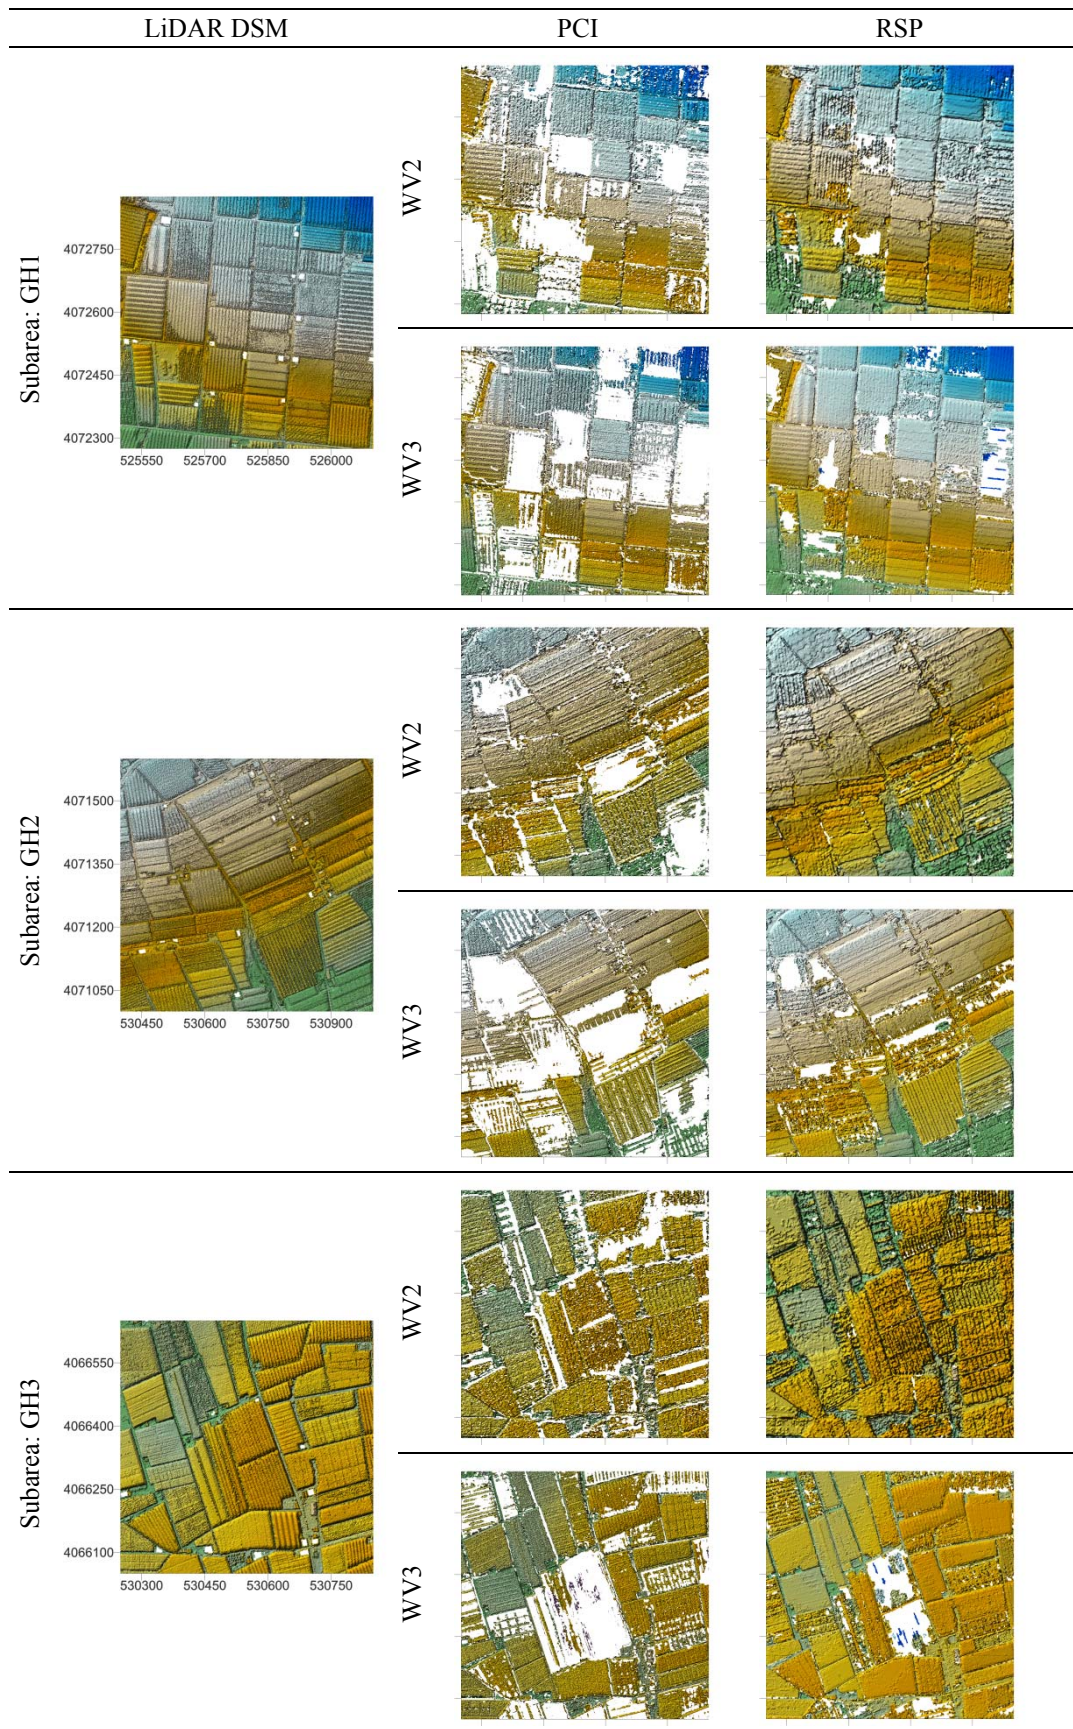 LiDAR DSM PCI RSP
Subarea: GH1
4072750
4072600
4072450
4072300
525550 525700 525850 526000
WV2
WV3
Subarea: GH2
4071500
4071350
4071200
4071050
530450 530600 530750 530900
WV2
WV3
Subarea: GH3
4066550
4066400
4066250
4066100
530300 530450 530600 530750
WV2
WV3